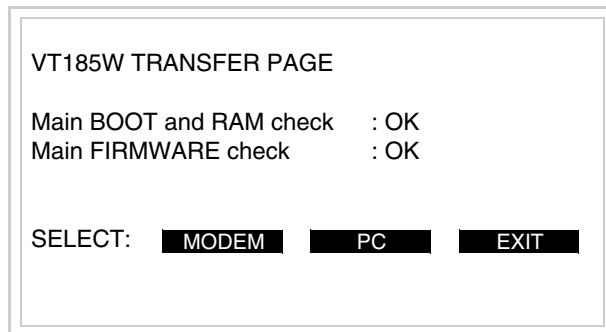 VT185W TRANSFER PAGE
Main BOOT and RAM check : OK
Main FIRMWARE check : OK
SELECT: MODEM PC EXIT